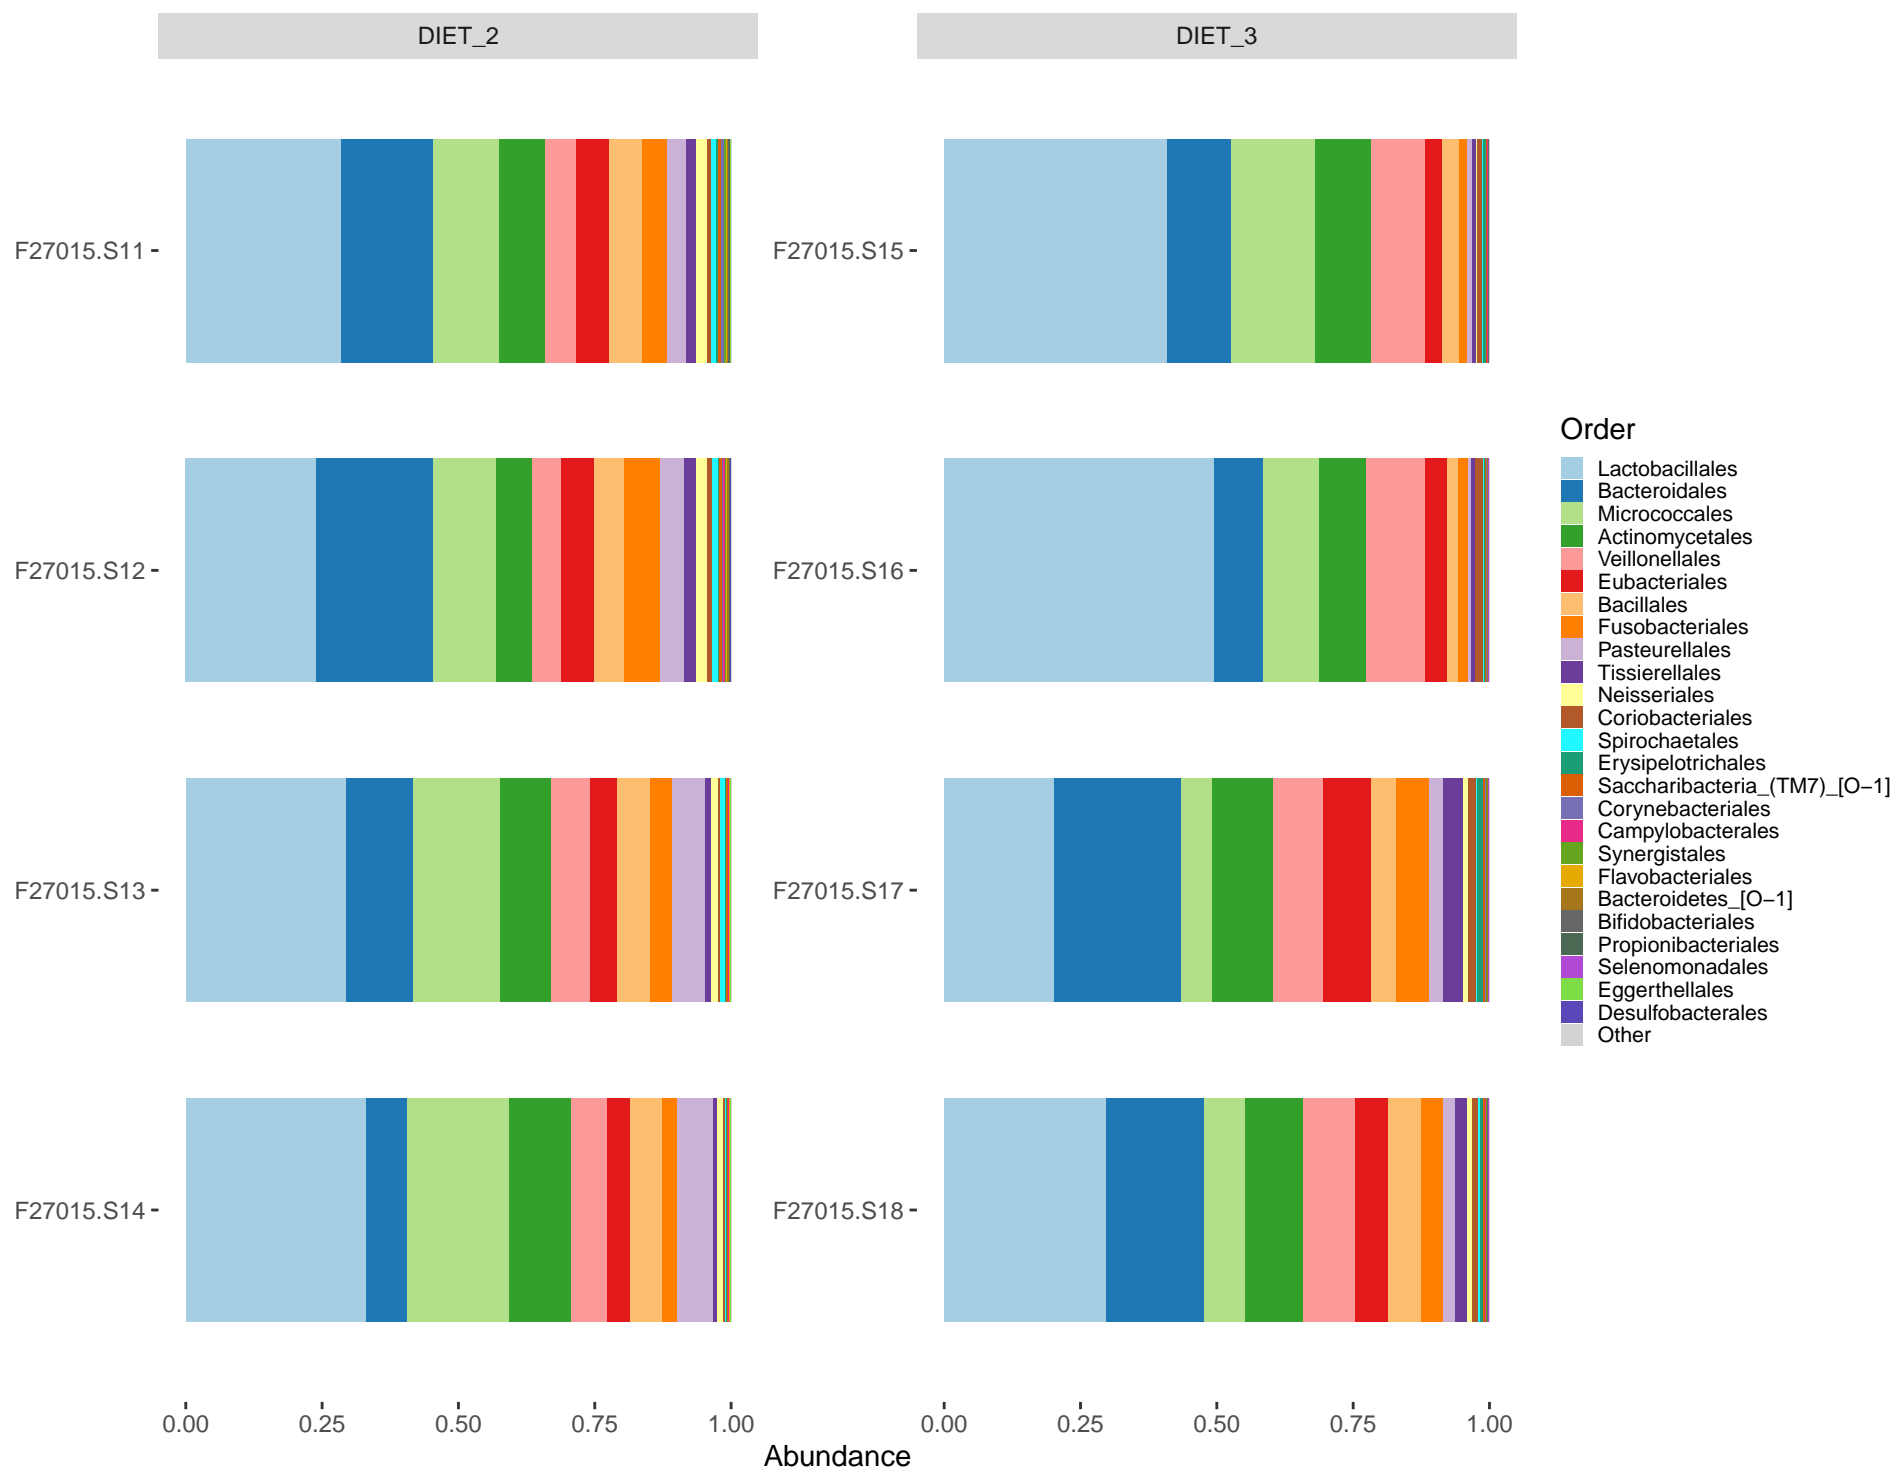 DIET_2
DIET_3
F27015.S11
F27015.S15
F27015.S12
F27015.S16
F27015.S13
F27015.S17
F27015.S14
F27015.S18
0.00 0.25 0.50 0.75 1.00
0.00 0.25 0.50 0.75 1.00
Abundance
Order
Lactobacillales
Bacteroidales
Micrococcales
Actinomycetales
Veillonellales
Eubacteriales
Bacillales
Fusobacteriales
Pasteurellales
Tissierellales
Neisseriales
Coriobacteriales
Spirochaetales
Erysipelotrichales
Saccharibacteria_(TM7)_[O−1]
Corynebacteriales
Campylobacterales
Synergistales
Flavobacteriales
Bacteroidetes_[O−1]
Bifidobacteriales
Propionibacteriales
Selenomonadales
Eggerthellales
Desulfobacterales
Other